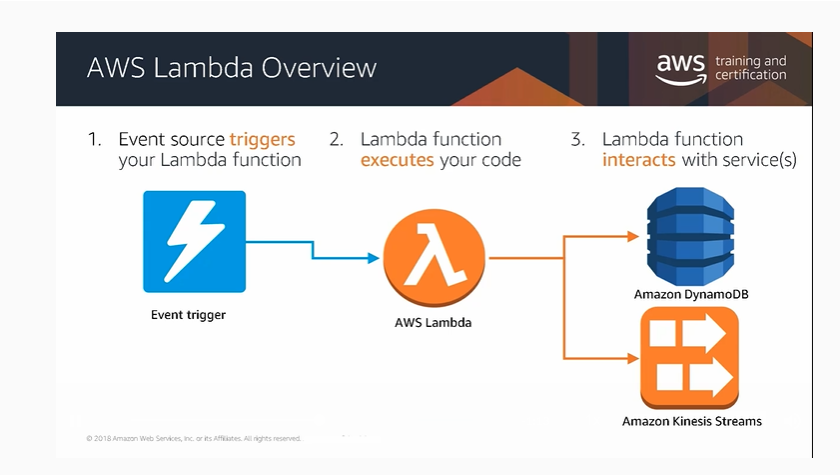 AWS Lambda Overview
aws training and
certification
1. Event source triggers
your Lambda function
2. Lambda function
executes your code
3. Lambda function
interacts with service(s)
Event trigger
AWS Lambda
Amazon DynamoDB
Amazon Kinesis Streams
© 2018 Amazon Web Services, Inc. or its Affiliates. All rights reserved.